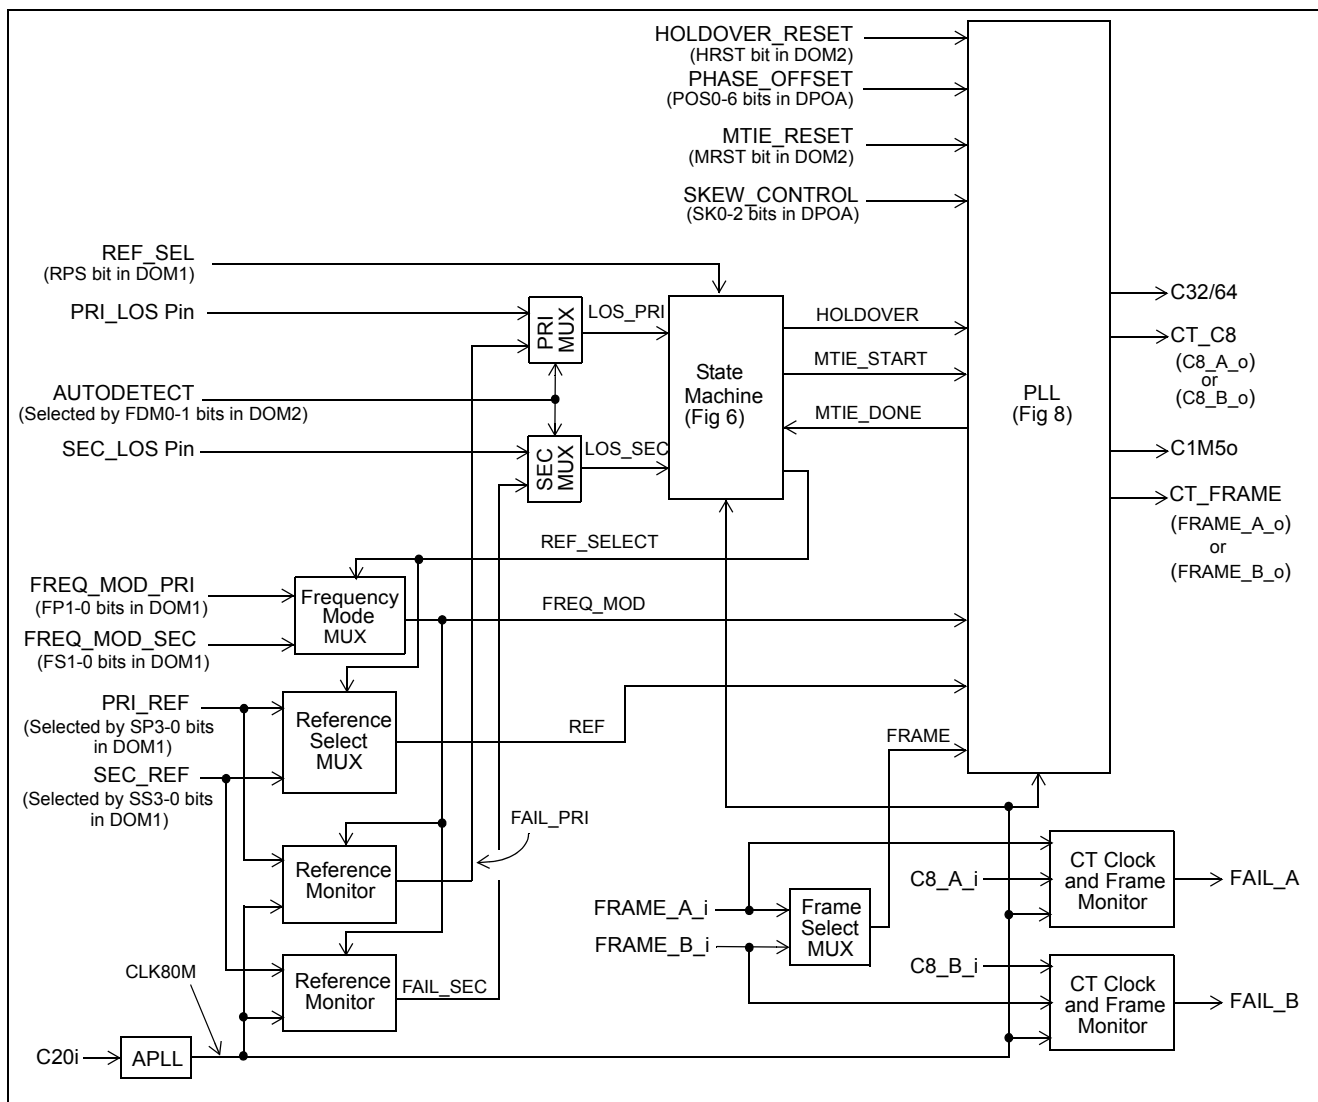 HOLDOVER_RESET
(HRST bit in DOM2)
PHASE_OFFSET
(POS0-6 bits in DPOA)
MTIE_RESET
(MRST bit in DOM2)
SKEW_CONTROL
(SK0-2 bits in DPOA)
REF_SEL
(RPS bit in DOM1)
PRI_LOS Pin
AUTODETECT
(Selected by FDM0-1 bits in DOM2)
SEC_LOS Pin
PRI
MUX
LOS_PRI
SEC
MUX
LOS_SEC
State
Machine
(Fig 6)
HOLDOVER
MTIE_START
MTIE_DONE
PLL
(Fig 8)
C32/64
CT_C8
(C8_A_o)
or
(C8_B_o)
C1M5o
CT_FRAME
(FRAME_A_o)
or
(FRAME_B_o)
REF_SELECT
FREQ_MOD_PRI
(FP1-0 bits in DOM1)
FREQ_MOD_SEC
(FS1-0 bits in DOM1)
Frequency
Mode
MUX
FREQ_MOD
PRI_REF
(Selected by SP3-0 bits
in DOM1)
SEC_REF
(Selected by SS3-0 bits
in DOM1)
Reference
Select
MUX
REF
FRAME
FAIL_PRI
Reference
Monitor
Reference
Monitor
FAIL_SEC
CLK80M
C20i
APLL
FRAME_A_i
FRAME_B_i
Frame
Select
MUX
C8_A_i
CT Clock
and Frame
Monitor
FAIL_A
C8_B_i
CT Clock
and Frame
Monitor
FAIL_B